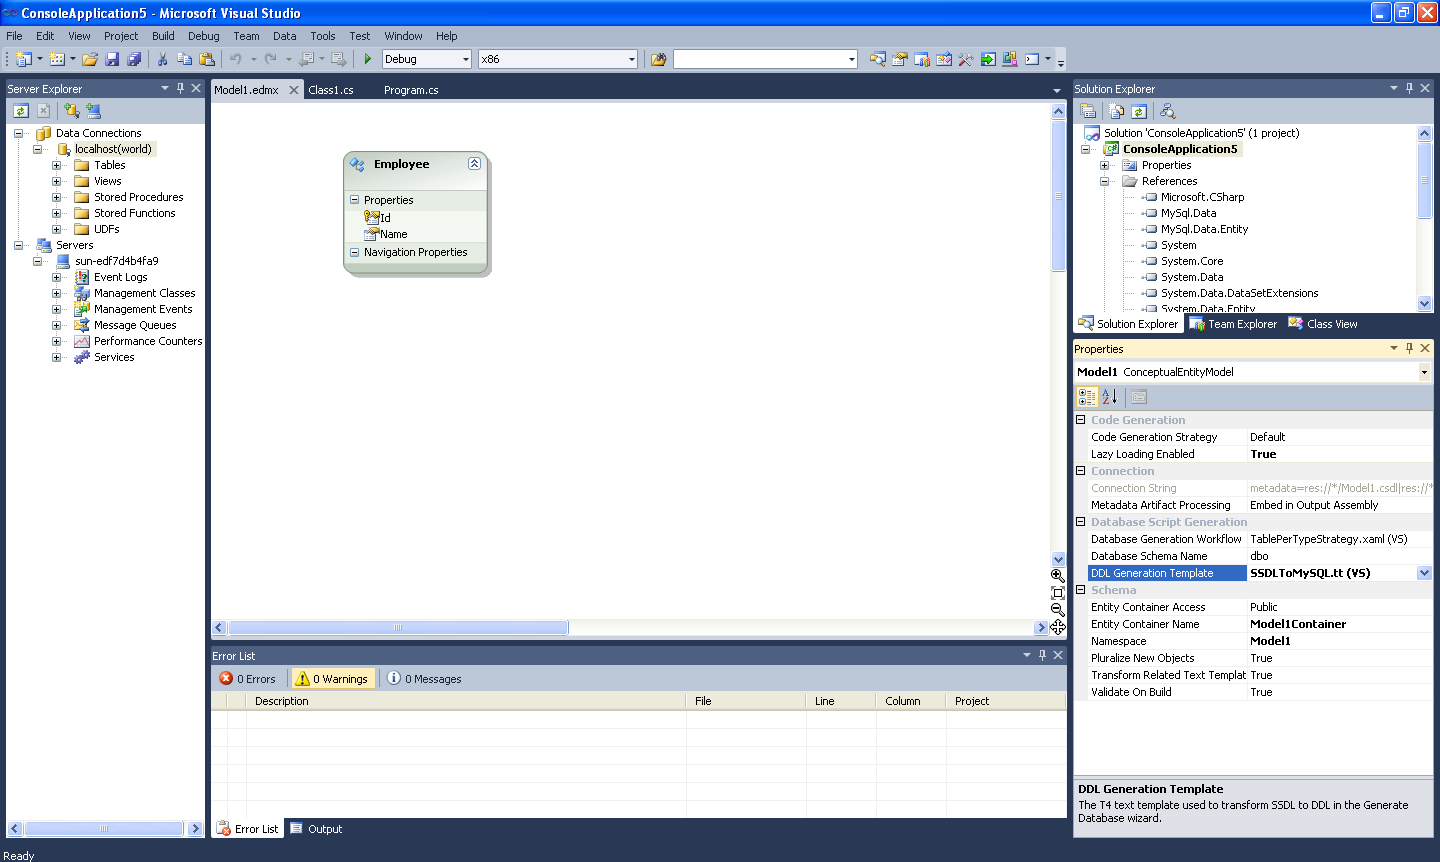 ConsoleApplication5 - Microsoft Visual Studio
File Edit View Project Build Debug Team Data Tools Test Window Help
Debug x86
Server Explorer
Data Connections
localhost(world)
Tables
Views
Stored Procedures
Stored Functions
UDFs
Servers
sun-edf7d4b4fa9
Event Logs
Management Classes
Management Events
Message Queues
Performance Counters
Services
Model1.edmx Class1.cs Program.cs
Employee
Properties
Id
Name
Navigation Properties
Error List
0 Errors 0 Warnings 0 Messages
Description File Line Column Project
Error List Output
Solution Explorer
Solution 'ConsoleApplication5' (1 project)
ConsoleApplication5
Properties
References
Microsoft.CSharp
MySql.Data
MySql.Data.Entity
System
System.Core
System.Data
System.Data.DataSetExtensions
System.Data.Entity
Solution Explorer Team Explorer Class View
Properties
Model1 ConceptualEntityModel
Code Generation
Code Generation Strategy Default
Lazy Loading Enabled True
Connection
Connection String metadata=res://*/Model1.csdl|res://*
Metadata Artifact Processing Embed in Output Assembly
Database Script Generation
Database Generation Workflow TablePerTypeStrategy.xaml (VS)
Database Schema Name dbo
DDL Generation Template SSDLToMySQL.tt (VS)
Schema
Entity Container Access Public
Entity Container Name Model1Container
Namespace Model1
Pluralize New Objects True
Transform Related Text Templat True
Validate On Build True
DDL Generation Template
The T4 text template used to transform SSDL to DDL in the Generate
Database wizard.
Ready